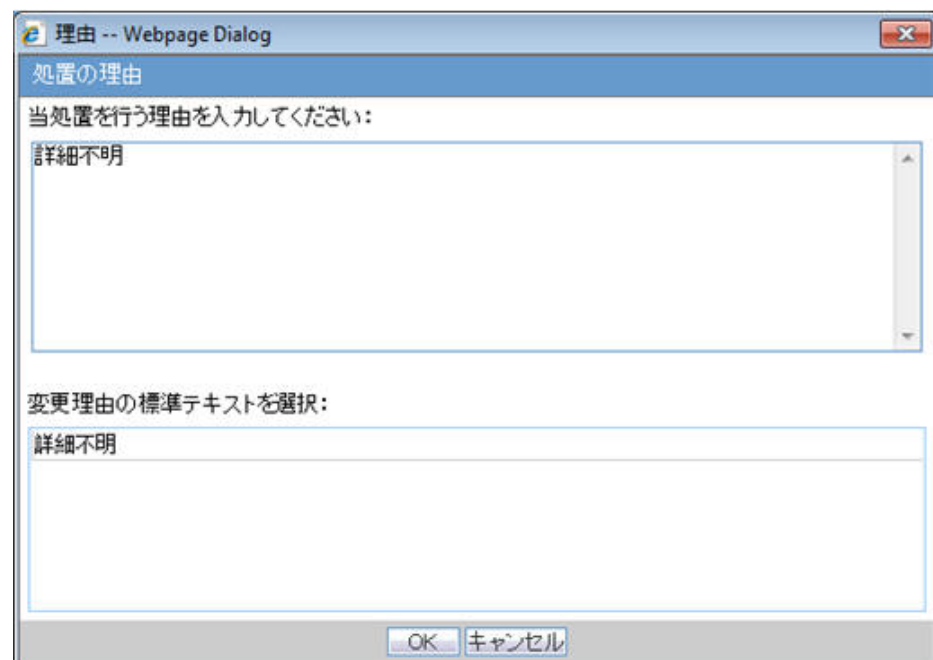 理由 -- Webpage Dialog
処置の理由
当処置を行う理由を入力してください：
詳細不明
変更理由の標準テキストを選択：
詳細不明
OK キャンセル